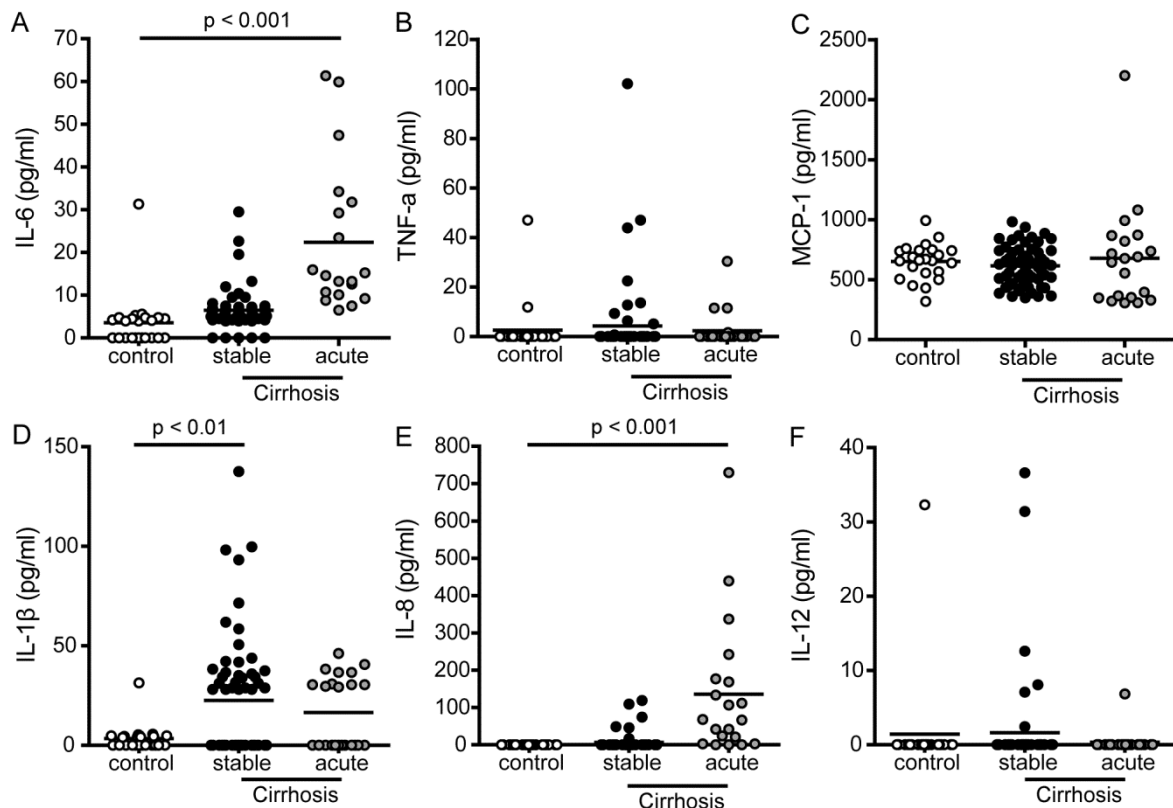 A
p < 0.001
IL-6 (pg/ml)
70
60
50
40
30
20
10
0
control
stable
acute
Cirrhosis
B
TNF-a (pg/ml)
120
100
80
60
40
20
0
control
stable
acute
Cirrhosis
C
MCP-1 (pg/ml)
2500
2000
1500
1000
500
0
control
stable
acute
Cirrhosis
D
p < 0.01
IL-1β (pg/ml)
150
100
50
0
control
stable
acute
Cirrhosis
E
p < 0.001
IL-8 (pg/ml)
800
700
600
500
400
300
200
100
0
control
stable
acute
Cirrhosis
F
IL-12 (pg/ml)
40
30
20
10
0
control
stable
acute
Cirrhosis